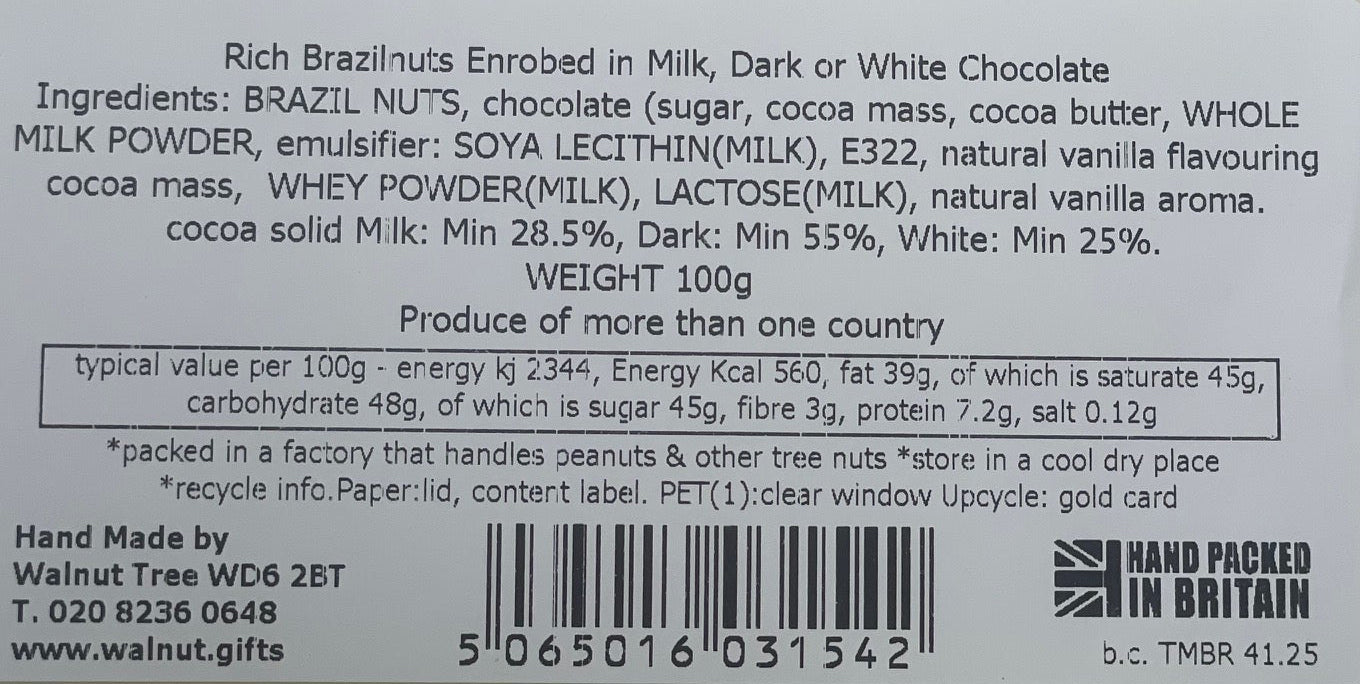 Rich Brazilnuts Enrobed in Milk, Dark or White Chocolate
Ingredients: BRAZIL NUTS, chocolate (sugar, cocoa mass, cocoa butter, WHOLE
MILK POWDER, emulsifier: SOYA LECITHIN(MILK), E322, natural vanilla flavouring
cocoa mass, WHEY POWDER(MILK), LACTOSE(MILK), natural vanilla aroma.
cocoa solid Milk: Min 28.5%, Dark: Min 55%, White: Min 25%.
WEIGHT 100g
Produce of more than one country
typical value per 100g - energy kj 2344, Energy Kcal 560, fat 39g, of which is saturate 45g,
carbohydrate 48g, of which is sugar 45g, fibre 3g, protein 7.2g, salt 0.12g
*packed in a factory that handles peanuts & other tree nuts *store in a cool dry place
*recycle info.Paper:lid, content label. PET(1):clear window Upcycle: gold card
Hand Made by
Walnut Tree WD6 2BT
T. 020 8236 0648
www.walnut.gifts
5 065016 031542
HAND PACKED
IN BRITAIN
b.c. TMBR 41.25